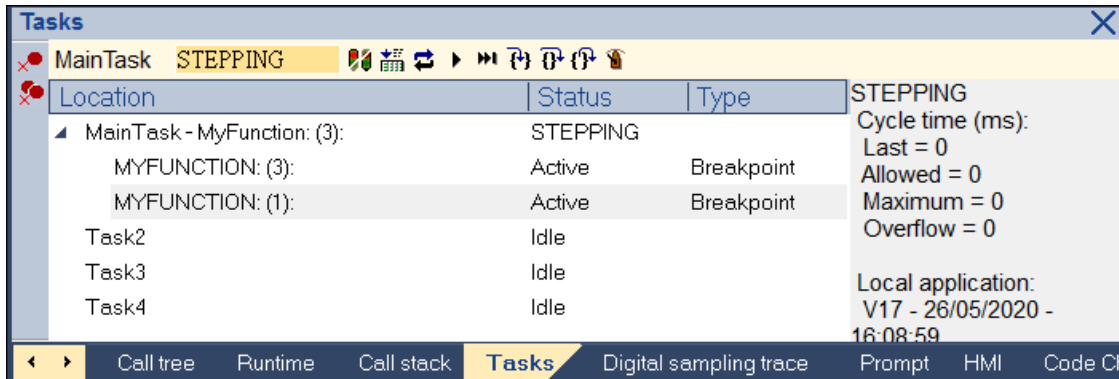 Tasks
MainTask STEPPING
Location Status Type
MainTask - MyFunction: (3): STEPPING
MYFUNCTION: (3): Active Breakpoint
MYFUNCTION: (1): Active Breakpoint
Task2 Idle
Task3 Idle
Task4 Idle
STEPPING
Cycle time (ms):
Last = 0
Allowed = 0
Maximum = 0
Overflow = 0
Local application:
V17 - 26/05/2020 -
16:08:59
Call tree Runtime Call stack Tasks Digital sampling trace Prompt HMI Code